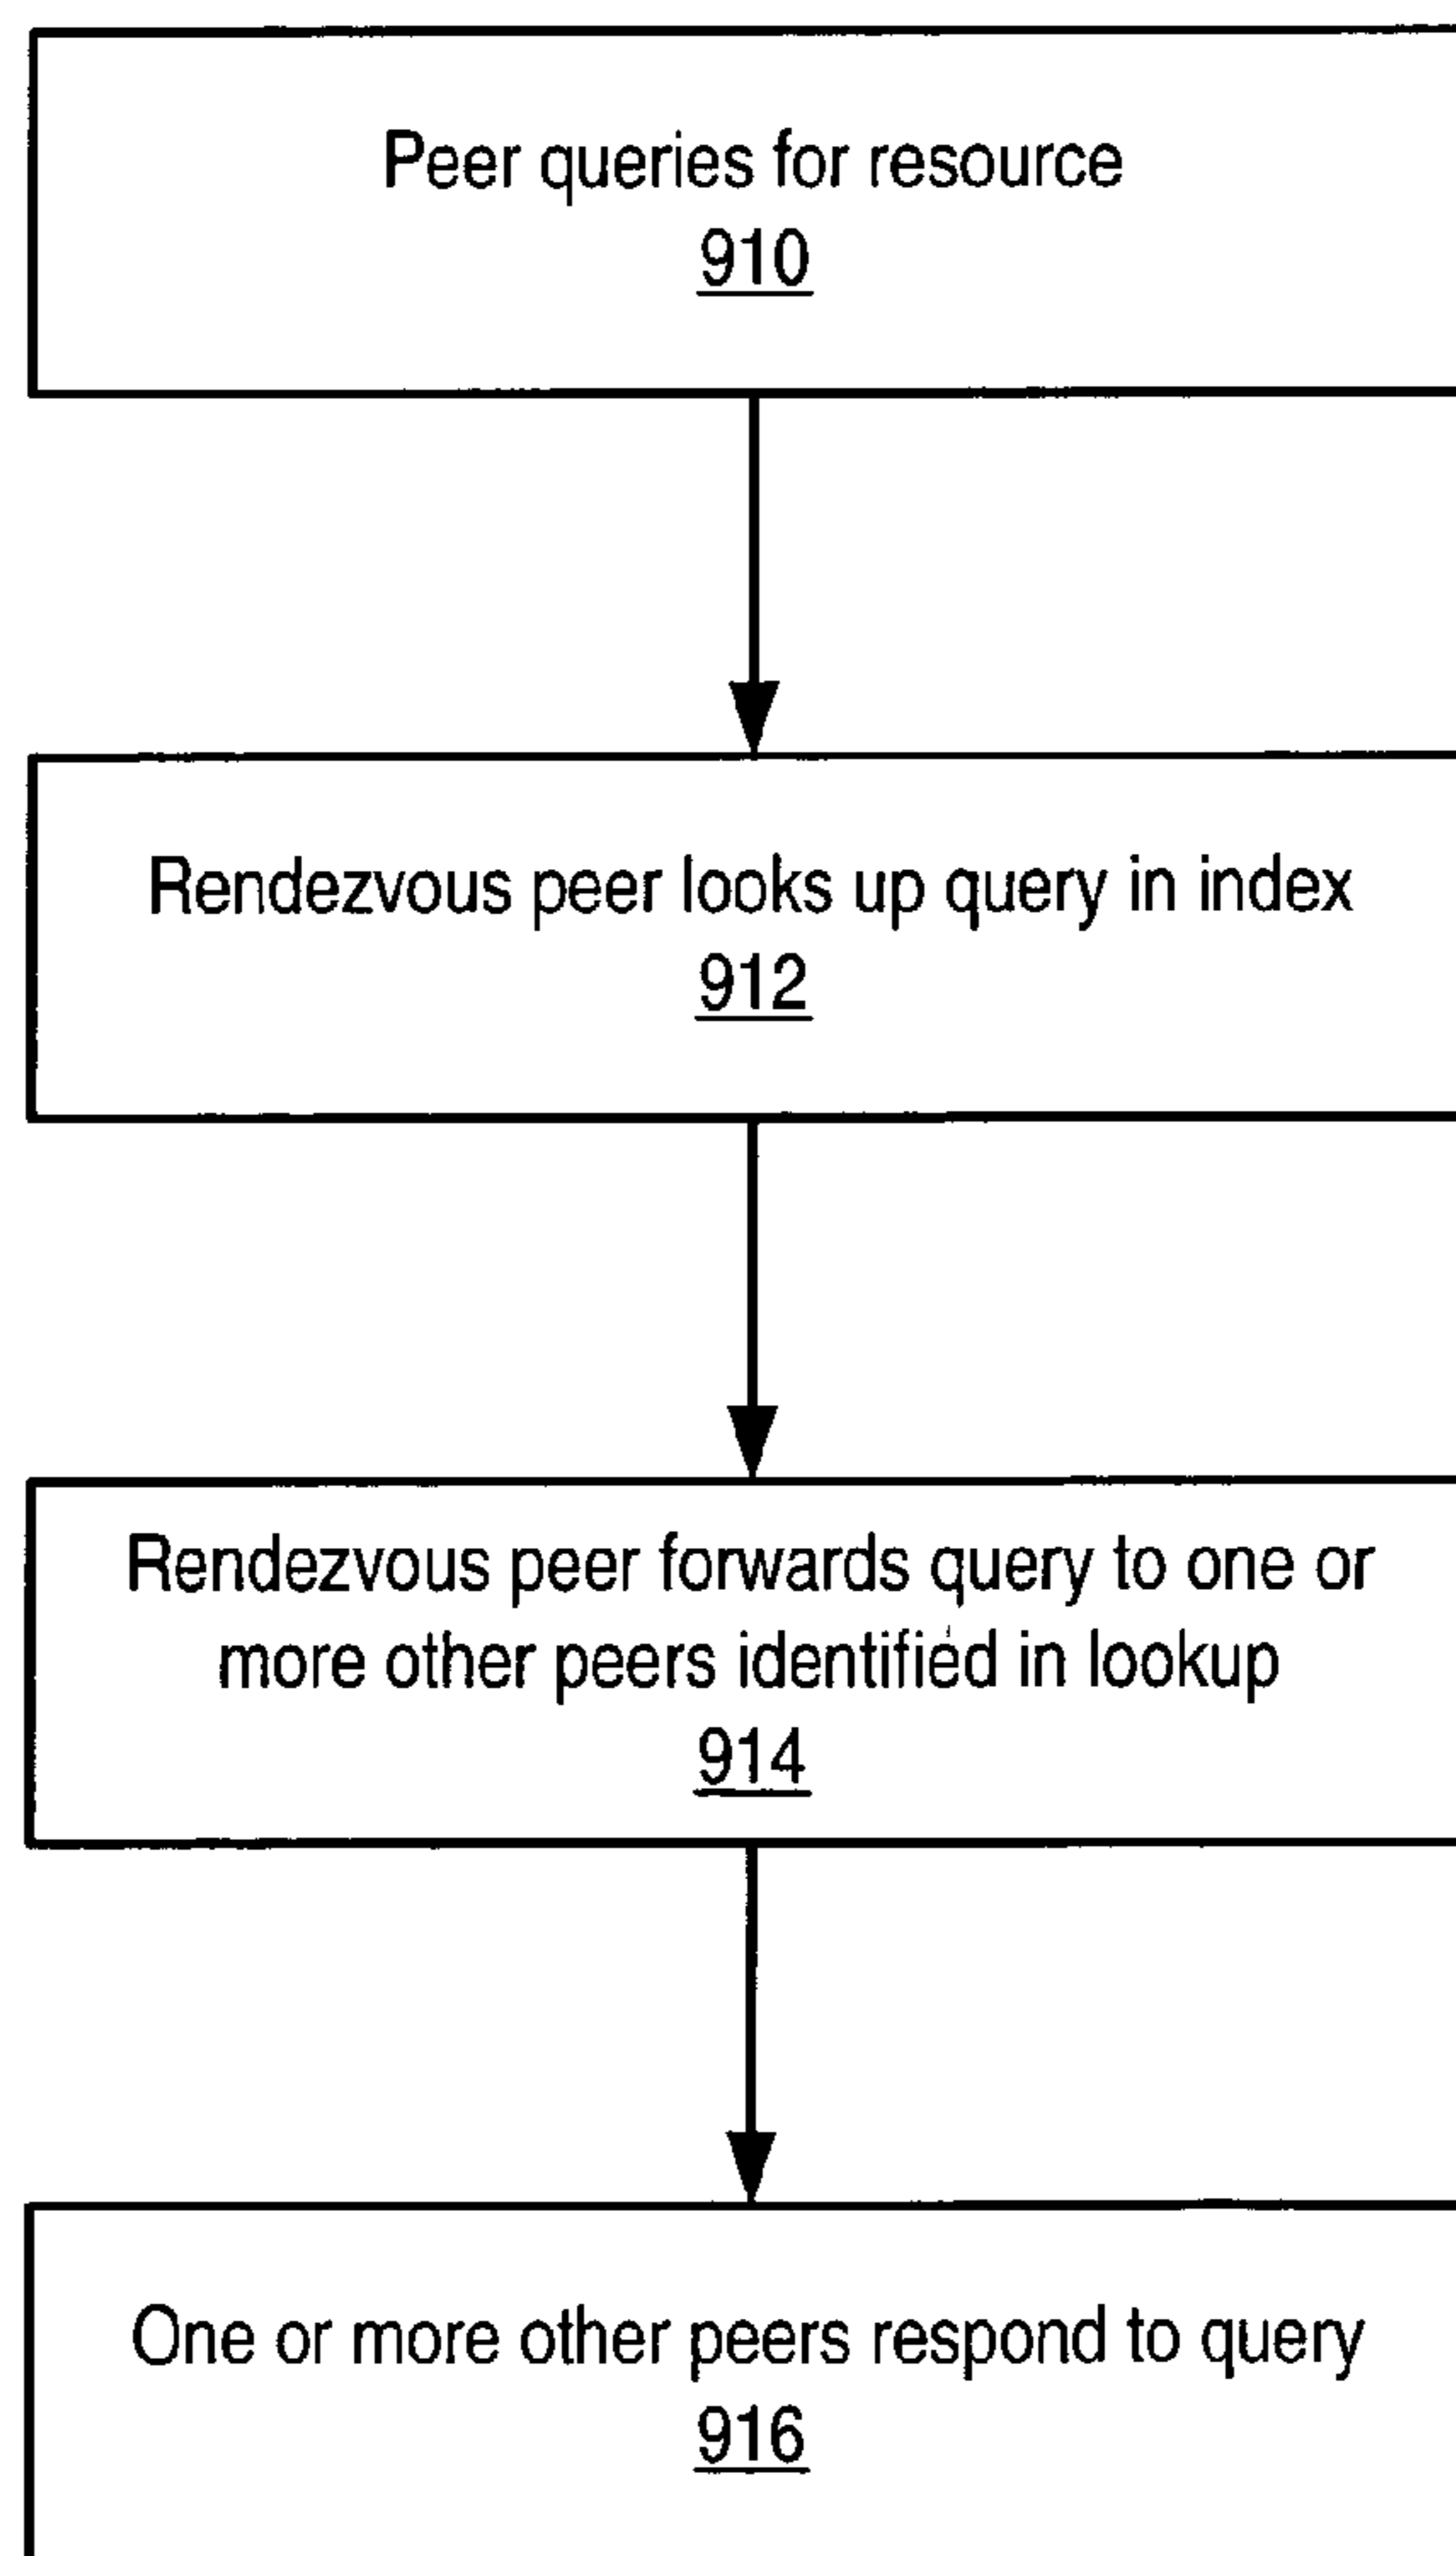 Peer queries for resource
910
Rendezvous peer looks up query in index
912
Rendezvous peer forwards query to one or
more other peers identified in lookup
914
One or more other peers respond to query
916